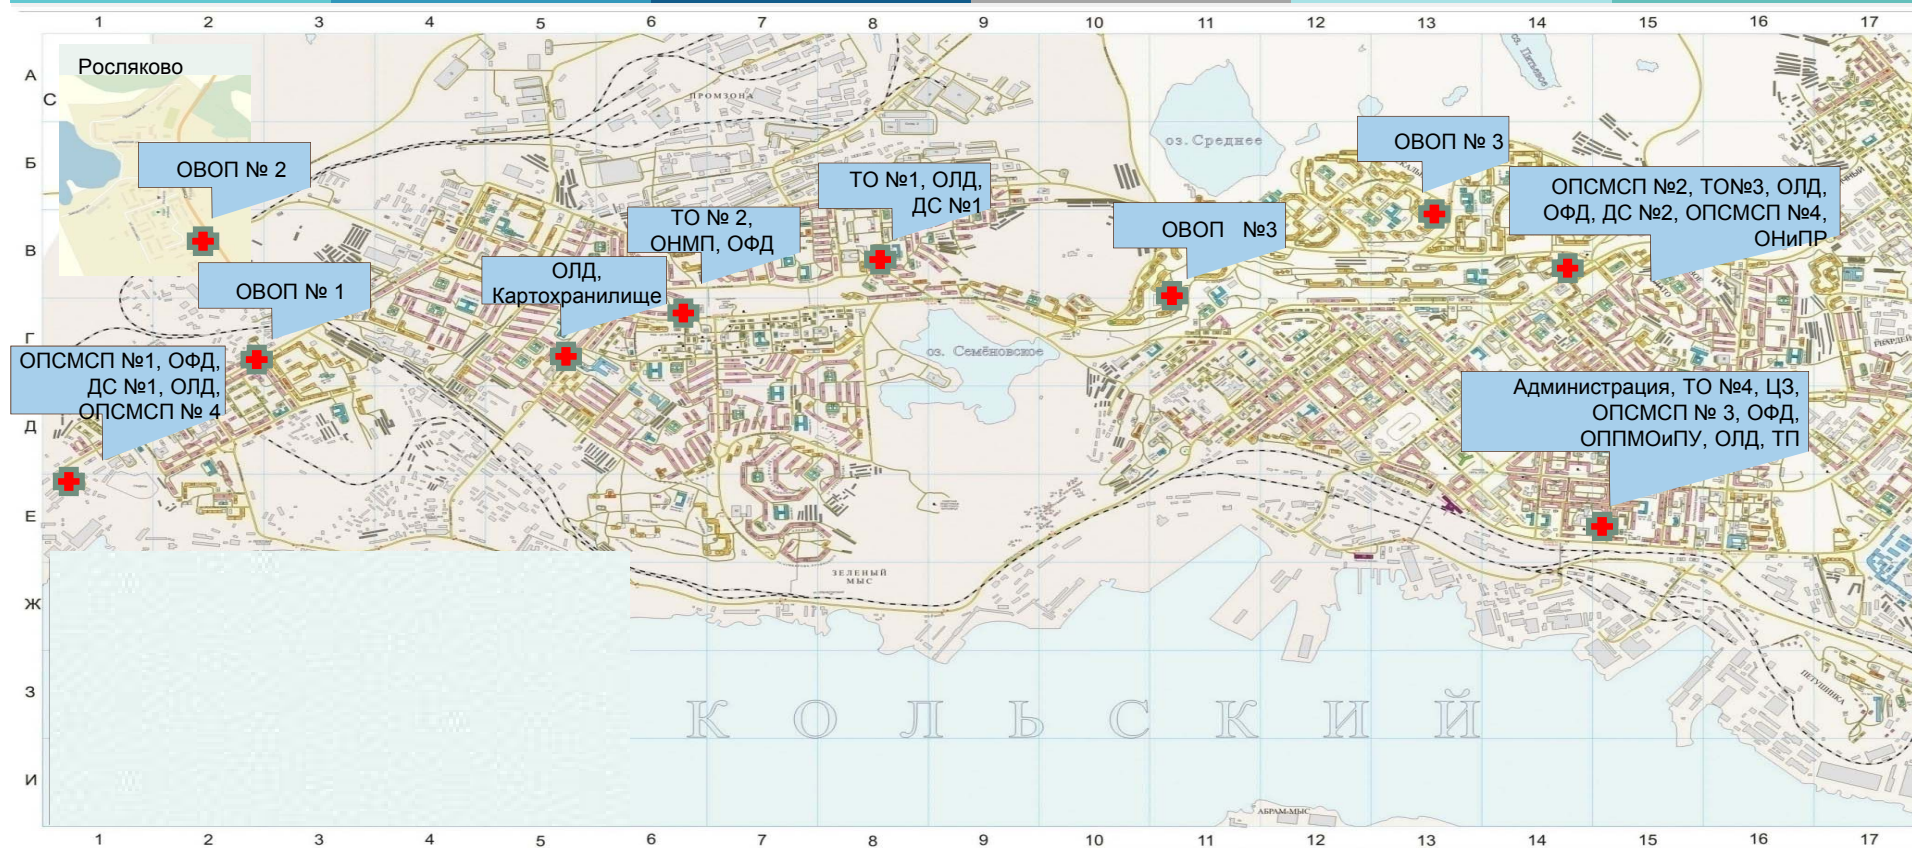 1 2 3 4 5 6 7 8 9 10 11 12 13 14 15 16 17
А
Росляково
С
ПРОМЗОНА
Б
оз. Среднее
ОВОП № 3
ОВОП № 2
ТО №1, ОЛД,
ДС №1
ОПСМСП №2, ТО№3, ОЛД,
ОФД, ДС №2, ОПСМСП №4,
ОНиПР
ТО № 2,
ОНМП, ОФД
ОВОП №3
В
ОЛД,
Картохранилище
ОВОП № 1
Г
оз. Семёновское
ОПСМСП №1, ОФД,
ДС №1, ОЛД,
ОПСМСП № 4
Администрация, ТО №4, ЦЗ,
ОПСМСП № 3, ОФД,
ОППМОиПУ, ОЛД, ТП
Д
Е
ЗЕЛЕНЫЙ
МЫС
Ж
З
ПЕТУШИНКА
КОЛЬСКИЙ
И
АБРАМ-МЫС
1 2 3 4 5 6 7 8 9 10 11 12 13 14 15 16 17